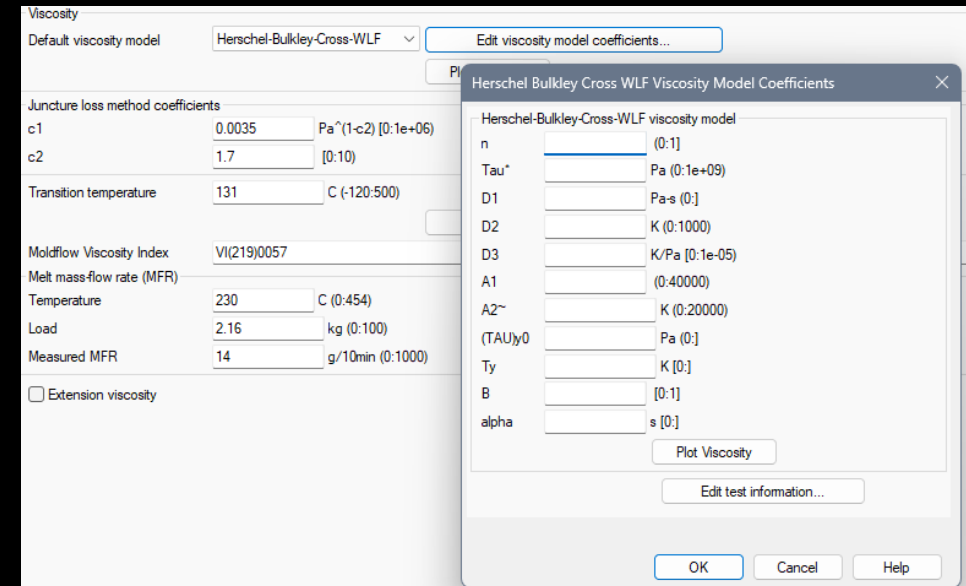 Viscosity
Default viscosity model Herschel-Bulkley-Cross-WLF Edit viscosity model coefficients...
Pl
Juncture loss method coefficients
c1 0.0035 Pa^(1-c2) [0:1e+06)
c2 1.7 [0:10)
Transition temperature 131 C (-120:500)
Moldflow Viscosity Index VI(219)0057
Melt mass-flow rate (MFR)
Temperature 230 C (0:454)
Load 2.16 kg (0:100)
Measured MFR 14 g/10min (0:1000)
Extension viscosity
Herschel Bulkley Cross WLF Viscosity Model Coefficients
Herschel-Bulkley-Cross-WLF viscosity model
n (0:1]
Tau* Pa (0:1e+09)
D1 Pa-s (0:]
D2 K (0:1000)
D3 K/Pa [0:1e-05)
A1 (0:40000)
A2~ K (0:20000)
(TAU)y0 Pa (0:]
Ty K [0:]
B [0:1]
alpha s [0:]
Plot Viscosity
Edit test information...
OK Cancel Help